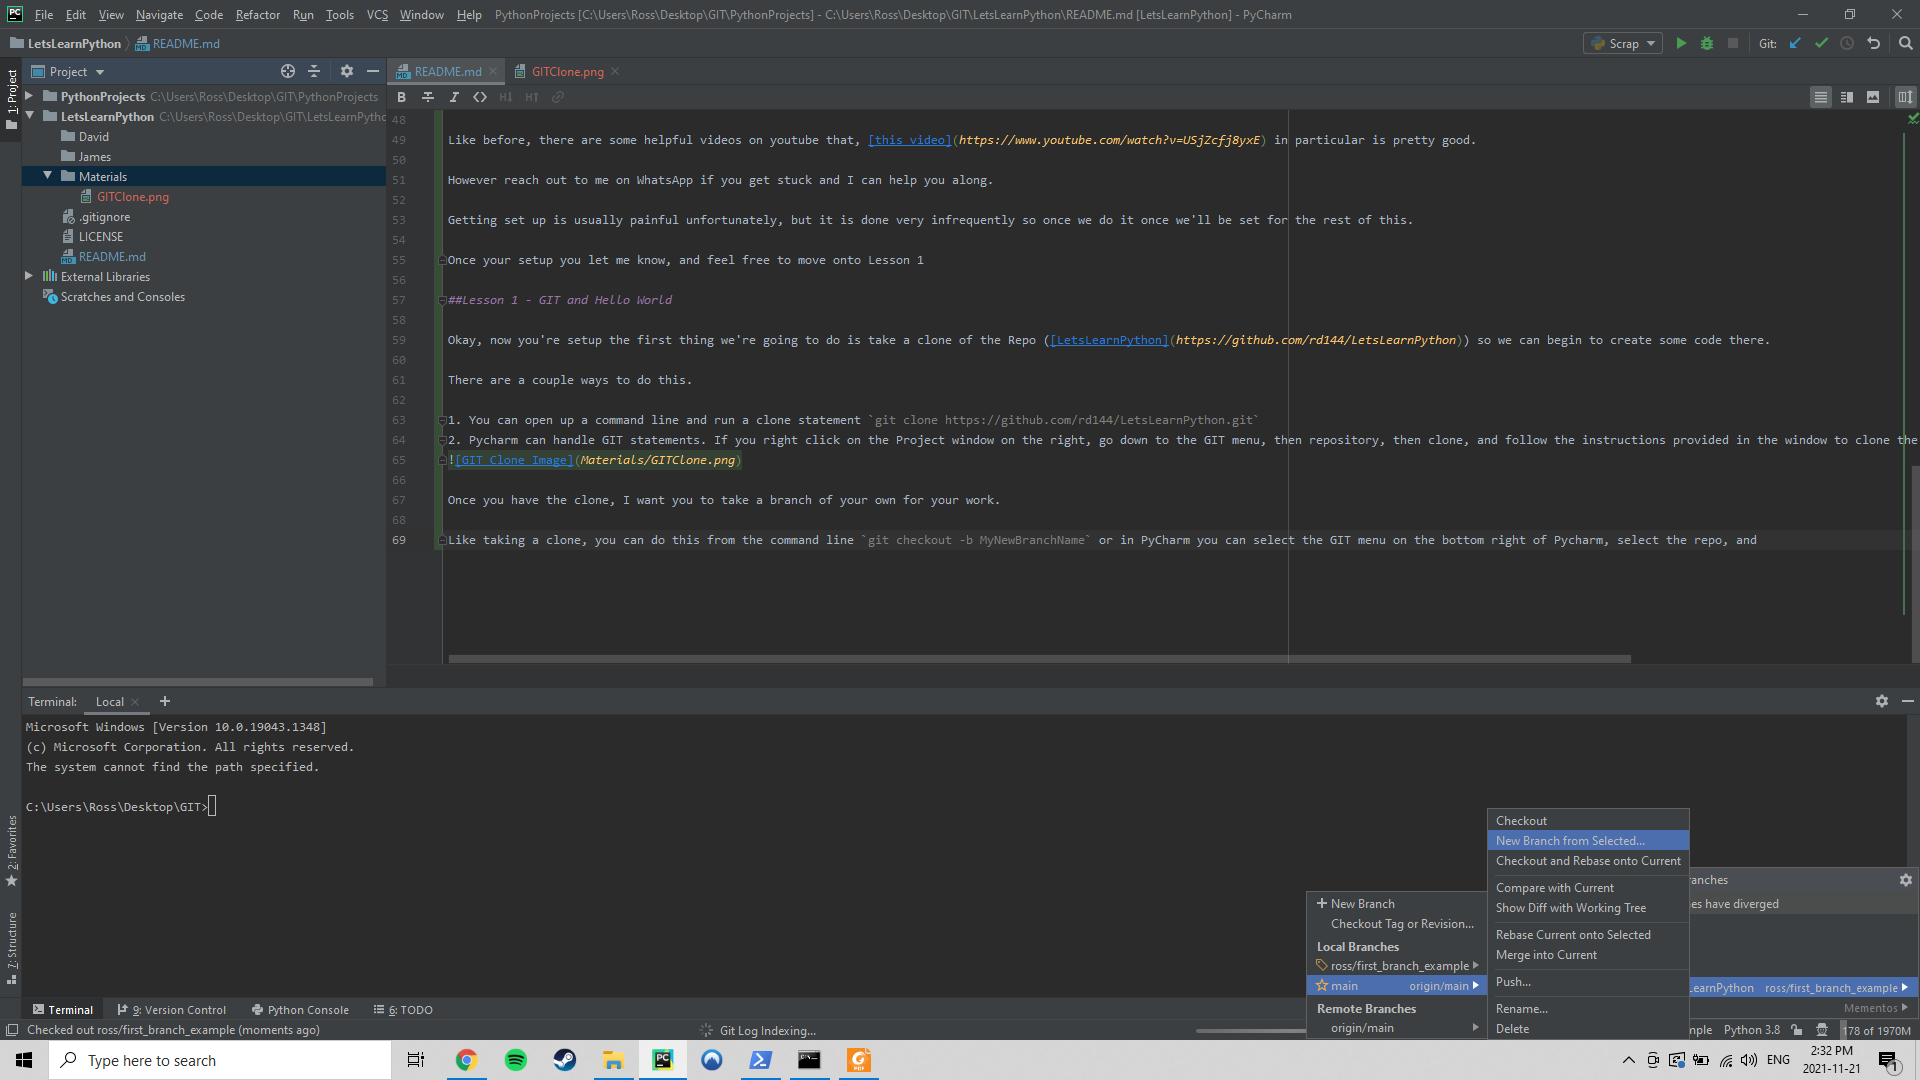 PC File Edit View Navigate Code Refactor Run Tools VCS Window Help PythonProjects [C:\Users\Ross\Desktop\GIT\PythonProjects] - C:\Users\Ross\Desktop\GIT\LetsLearnPython\README.md [LetsLearnPython] - PyCharm
LetsLearnPython README.md Scrap Git:
Project
README.md GITClone.png
1: Project
PythonProjects C:\Users\Ross\Desktop\GIT\PythonProjects
LetsLearnPython C:\Users\Ross\Desktop\GIT\LetsLearnPytho
David
James
Materials
GITClone.png
.gitignore
LICENSE
README.md
External Libraries
Scratches and Consoles
B I <> H↓ H↑
48
49 Like before, there are some helpful videos on youtube that, [this video](https://www.youtube.com/watch?v=USjZcfj8yxE) in particular is pretty good.
50
51 However reach out to me on WhatsApp if you get stuck and I can help you along.
52
53 Getting set up is usually painful unfortunately, but it is done very infrequently so once we do it once we'll be set for the rest of this.
54
55 Once your setup you let me know, and feel free to move onto Lesson 1
56
57 ##Lesson 1 - GIT and Hello World
58
59 Okay, now you're setup the first thing we're going to do is take a clone of the Repo ([LetsLearnPython](https://github.com/rd144/LetsLearnPython)) so we can begin to create some code there.
60
61 There are a couple ways to do this.
62
63 1. You can open up a command line and run a clone statement `git clone https://github.com/rd144/LetsLearnPython.git`
64 2. Pycharm can handle GIT statements. If you right click on the Project window on the right, go down to the GIT menu, then repository, then clone, and follow the instructions provided in the window to clone the
65 ![GIT Clone Image](Materials/GITClone.png)
66
67 Once you have the clone, I want you to take a branch of your own for your work.
68
69 Like taking a clone, you can do this from the command line `git checkout -b MyNewBranchName` or in PyCharm you can select the GIT menu on the bottom right of Pycharm, select the repo, and
Terminal: Local +
Microsoft Windows [Version 10.0.19043.1348]
(c) Microsoft Corporation. All rights reserved.
The system cannot find the path specified.
C:\Users\Ross\Desktop\GIT>
2: Favorites
7: Structure
Checkout
New Branch from Selected...
Checkout and Rebase onto Current
Compare with Current
Show Diff with Working Tree
Rebase Current onto Selected
Merge into Current
Push...
Rename...
Delete
+ New Branch
Checkout Tag or Revision...
Local Branches
ross/first_branch_example
main origin/main
Remote Branches
origin/main
ranches
es have diverged
LearnPython ross/first_branch_example
Mementos
Terminal 9: Version Control Python Console 6: TODO
Checked out ross/first_branch_example (moments ago) Git Log Indexing... mple Python 3.8 178 of 1970M
Type here to search PC PDF ENG 2:32 PM
2021-11-21 1